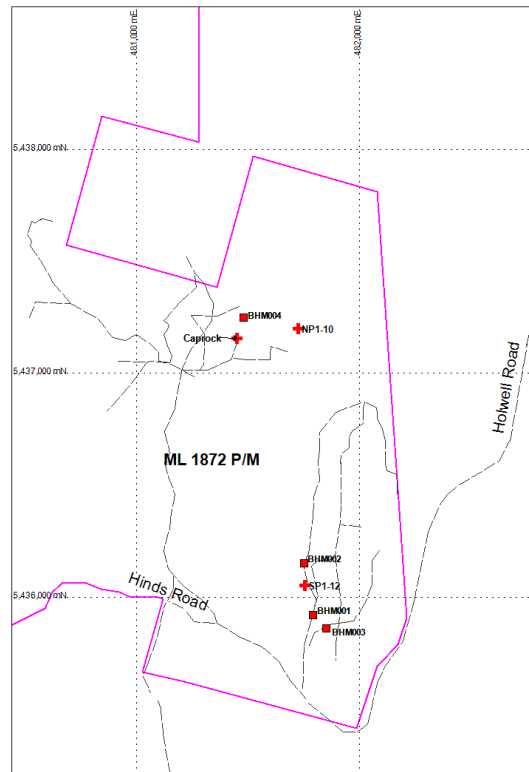 481,000 mE
482,000 mE
5,438,000 mN
BHM004
NP1-10
Caprock
5,437,000 mN
Holwell Road
ML 1872 P/M
BHM002
SP1-12
Hinds Road
5,436,000 mN
BHM001
BHM003